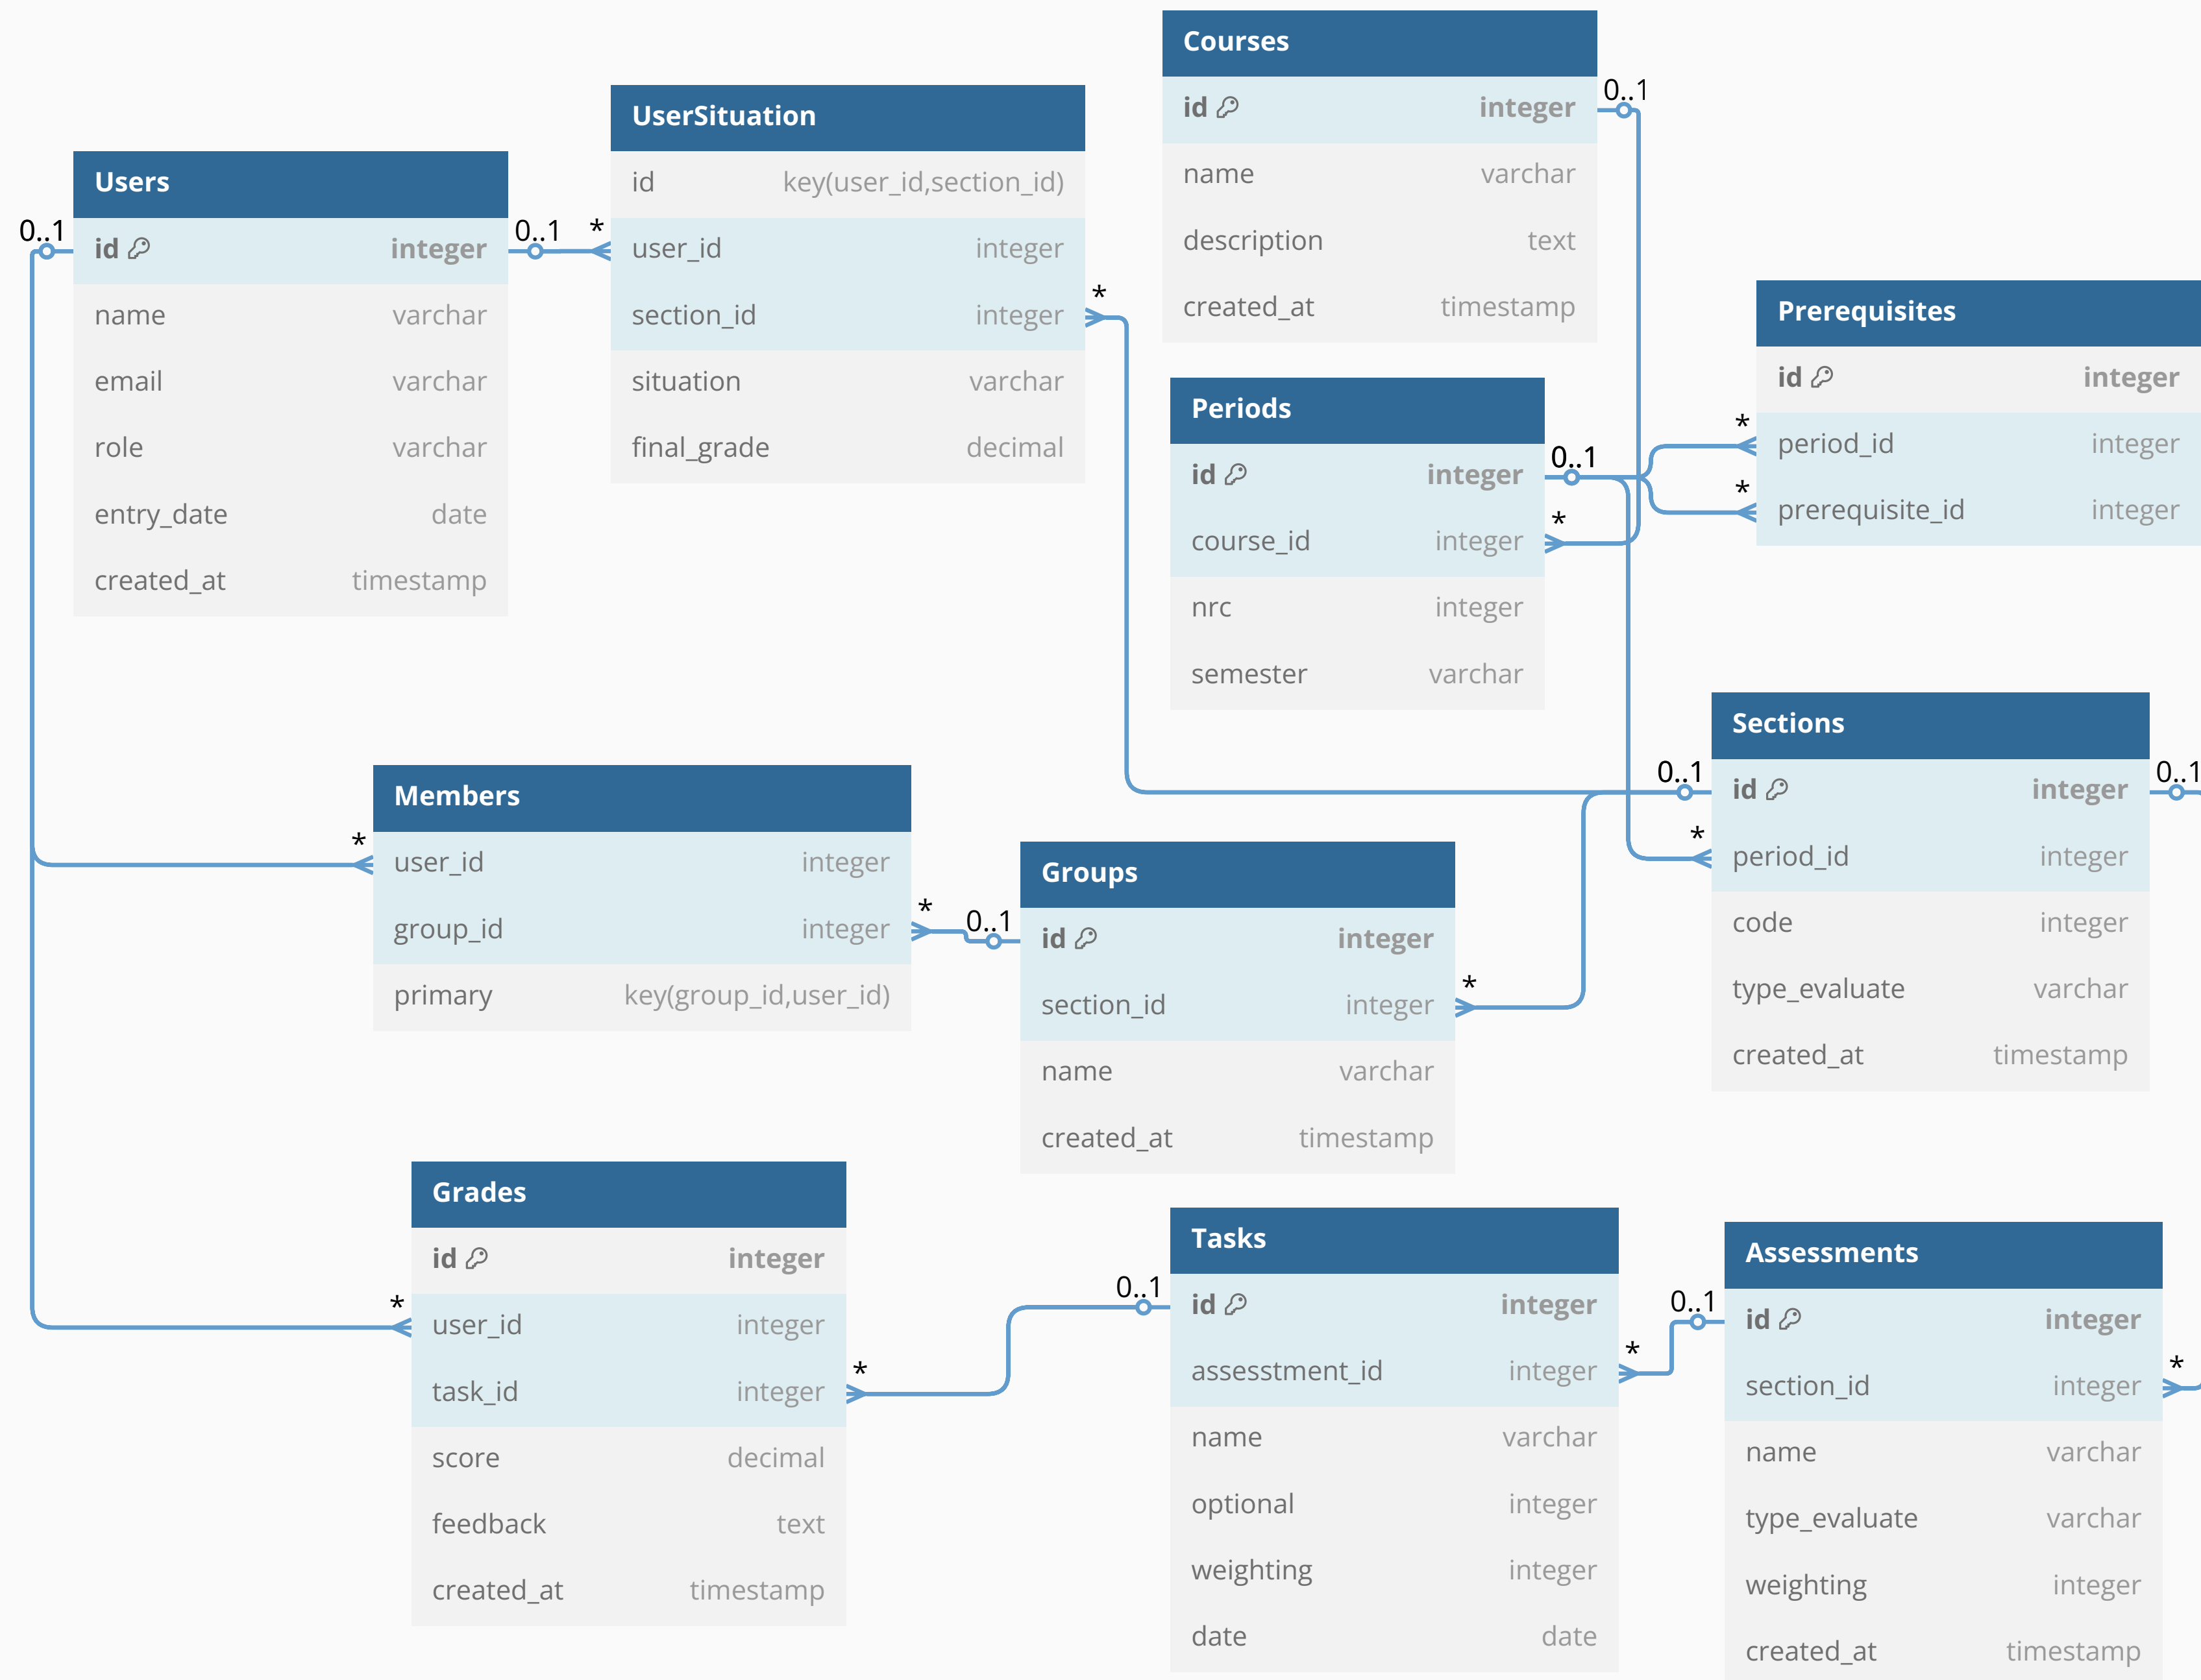 Courses
id integer
name varchar
description text
created_at timestamp
0..1
UserSituation
id key(user_id,section_id)
user_id integer
section_id integer
situation varchar
final_grade decimal
*
*
Users
id integer
name varchar
email varchar
role varchar
entry_date date
created_at timestamp
0..1
0..1
Prerequisites
id integer
period_id integer
prerequisite_id integer
*
*
Periods
id integer
course_id integer
nrc integer
semester varchar
0..1
*
Sections
id integer
period_id integer
code integer
type_evaluate varchar
created_at timestamp
0..1
0..1
*
Members
user_id integer
group_id integer
primary key(group_id,user_id)
*
*
Groups
id integer
section_id integer
name varchar
created_at timestamp
0..1
*
Grades
id integer
user_id integer
task_id integer
score decimal
feedback text
created_at timestamp
*
*
Tasks
id integer
assesstment_id integer
name varchar
optional integer
weighting integer
date date
0..1
*
Assessments
id integer
section_id integer
name varchar
type_evaluate varchar
weighting integer
created_at timestamp
0..1
*